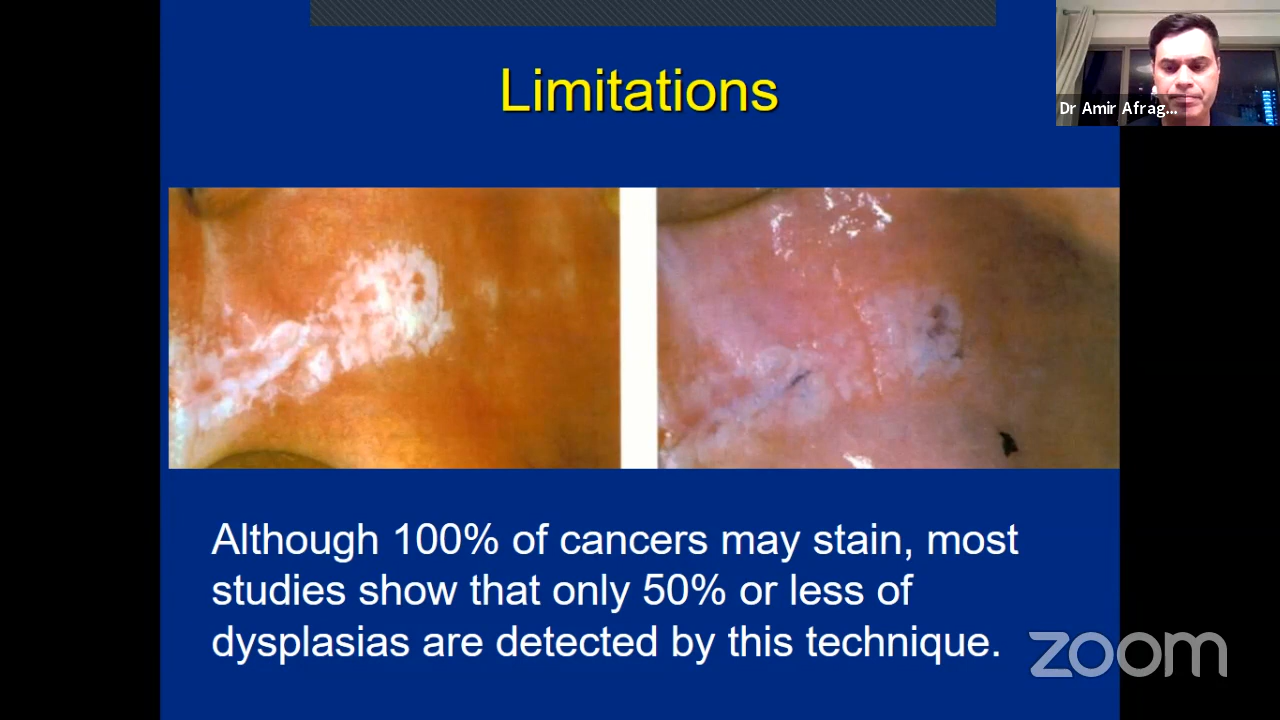 Limitations
Dr Amir Afrag...
Although 100% of cancers may stain, most
studies show that only 50% or less of
dysplasias are detected by this technique.
zoom